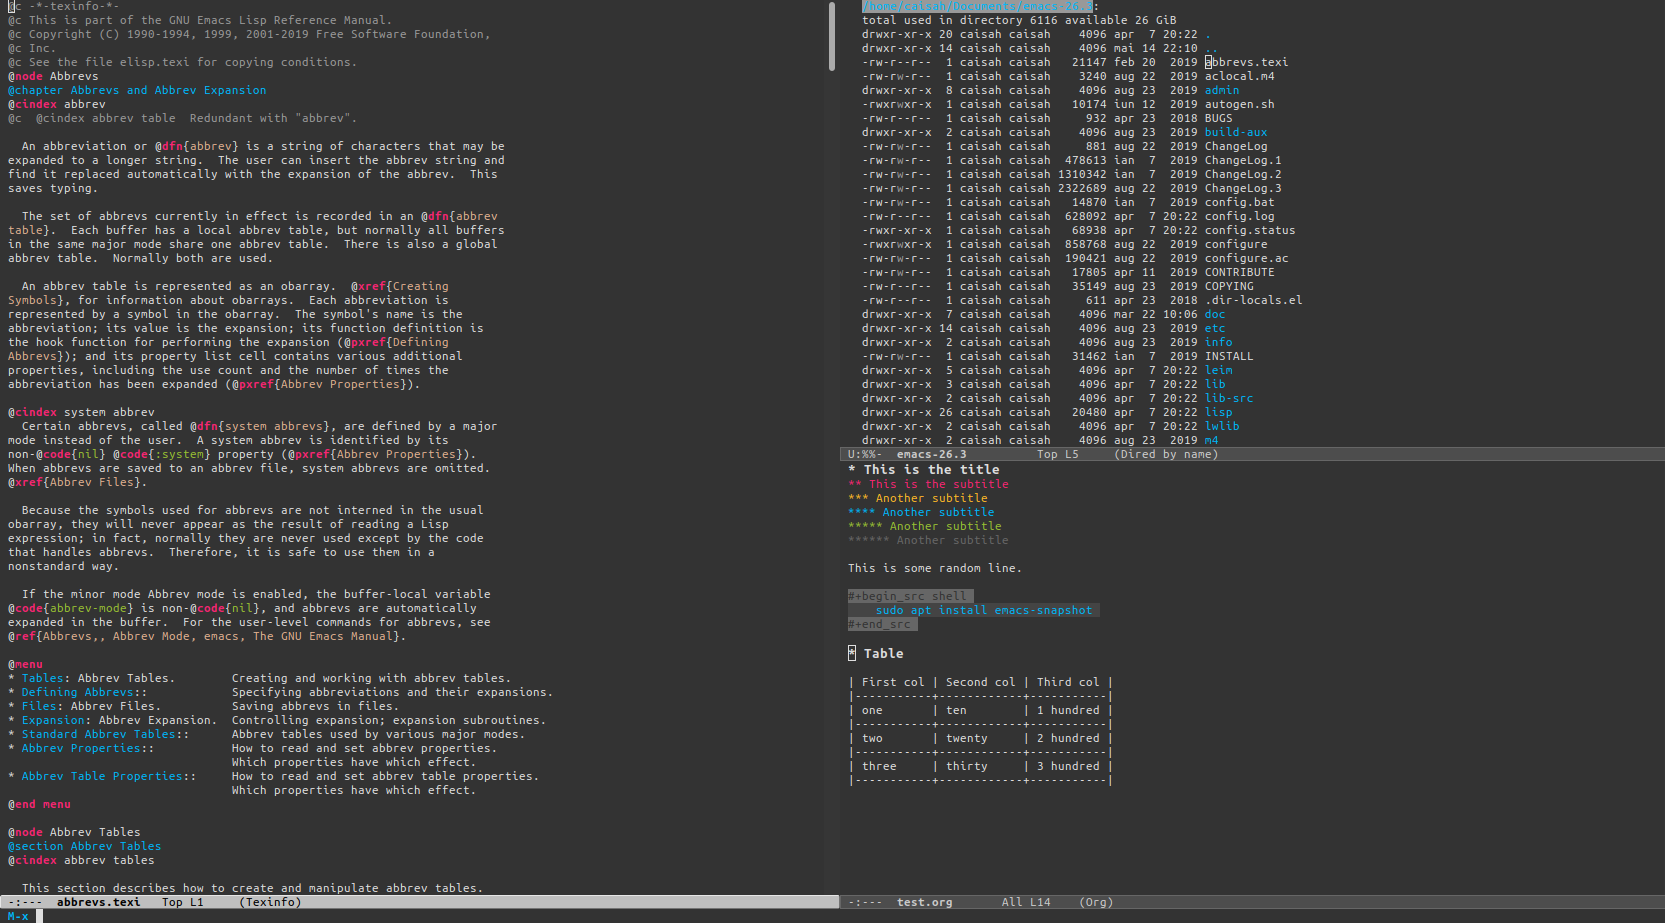 @c -*-texinfo-*-
@c This is part of the GNU Emacs Lisp Reference Manual.
@c Copyright (C) 1990-1994, 1999, 2001-2019 Free Software Foundation,
@c Inc.
@c See the file elisp.texi for copying conditions.
@node Abbrevs
@chapter Abbrevs and Abbrev Expansion
@cindex abbrev
@c  @cindex abbrev table  Redundant with "abbrev".

  An abbreviation or @dfn{abbrev} is a string of characters that may be
expanded to a longer string.  The user can insert the abbrev string and
find it replaced automatically with the expansion of the abbrev.  This
saves typing.

  The set of abbrevs currently in effect is recorded in an @dfn{abbrev
table}.  Each buffer has a local abbrev table, but normally all buffers
in the same major mode share one abbrev table.  There is also a global
abbrev table.  Normally both are used.

  An abbrev table is represented as an obarray.  @xref{Creating
Symbols}, for information about obarrays.  Each abbreviation is
represented by a symbol in the obarray.  The symbol's name is the
abbreviation; its value is the expansion; its function definition is
the hook function for performing the expansion (@pxref{Defining
Abbrevs}); and its property list cell contains various additional
properties, including the use count and the number of times the
abbreviation has been expanded (@pxref{Abbrev Properties}).

@cindex system abbrev
  Certain abbrevs, called @dfn{system abbrevs}, are defined by a major
mode instead of the user.  A system abbrev is identified by its
non-@code{nil} @code{:system} property (@pxref{Abbrev Properties}).
When abbrevs are saved to an abbrev file, system abbrevs are omitted.
@xref{Abbrev Files}.

  Because the symbols used for abbrevs are not interned in the usual
obarray, they will never appear as the result of reading a Lisp
expression; in fact, normally they are never used except by the code
that handles abbrevs.  Therefore, it is safe to use them in a
nonstandard way.

  If the minor mode Abbrev mode is enabled, the buffer-local variable
@code{abbrev-mode} is non-@code{nil}, and abbrevs are automatically
expanded in the buffer.  For the user-level commands for abbrevs, see
@ref{Abbrevs,, Abbrev Mode, emacs, The GNU Emacs Manual}.

@menu
* Tables: Abbrev Tables.        Creating and working with abbrev tables.
* Defining Abbrevs::            Specifying abbreviations and their expansions.
* Files: Abbrev Files.          Saving abbrevs in files.
* Expansion: Abbrev Expansion.  Controlling expansion; expansion subroutines.
* Standard Abbrev Tables::      Abbrev tables used by various major modes.
* Abbrev Properties::           How to read and set abbrev properties.
                                Which properties have which effect.
* Abbrev Table Properties::     How to read and set abbrev table properties.
                                Which properties have which effect.
@end menu

@node Abbrev Tables
@section Abbrev Tables
@cindex abbrev tables

  This section describes how to create and manipulate abbrev tables.
-:---  abbrevs.texi   Top L1     (Texinfo)
M-x
/home/caisah/Documents/emacs-26.3:
total used in directory 6116 available 26 GiB
drwxr-xr-x 20 caisah caisah    4096 apr  7 20:22 .
drwxr-xr-x 14 caisah caisah    4096 mai 14 22:10 ..
-rw-r--r--  1 caisah caisah   21147 feb 20  2019 abbrevs.texi
-rw-rw-r--  1 caisah caisah    3240 aug 22  2019 aclocal.m4
drwxr-xr-x  8 caisah caisah    4096 aug 23  2019 admin
-rwxrwxr-x  1 caisah caisah   10174 iun 12  2019 autogen.sh
-rw-r--r--  1 caisah caisah     932 apr 23  2018 BUGS
drwxr-xr-x  2 caisah caisah    4096 aug 23  2019 build-aux
-rw-rw-r--  1 caisah caisah     881 aug 22  2019 ChangeLog
-rw-rw-r--  1 caisah caisah  478613 ian  7  2019 ChangeLog.1
-rw-rw-r--  1 caisah caisah 1310342 ian  7  2019 ChangeLog.2
-rw-rw-r--  1 caisah caisah 2322689 aug 22  2019 ChangeLog.3
-rw-rw-r--  1 caisah caisah   14870 ian  7  2019 config.bat
-rw-r--r--  1 caisah caisah  628092 apr  7 20:22 config.log
-rwxr-xr-x  1 caisah caisah   68938 apr  7 20:22 config.status
-rwxrwxr-x  1 caisah caisah  858768 aug 22  2019 configure
-rw-rw-r--  1 caisah caisah  190421 aug 22  2019 configure.ac
-rw-rw-r--  1 caisah caisah   17805 apr 11  2019 CONTRIBUTE
-rw-r--r--  1 caisah caisah   35149 aug 23  2019 COPYING
-rw-r--r--  1 caisah caisah     611 apr 23  2018 .dir-locals.el
drwxr-xr-x  7 caisah caisah    4096 mar 22 10:06 doc
drwxr-xr-x 14 caisah caisah    4096 aug 23  2019 etc
drwxr-xr-x  2 caisah caisah    4096 aug 23  2019 info
-rw-rw-r--  1 caisah caisah   31462 ian  7  2019 INSTALL
drwxr-xr-x  5 caisah caisah    4096 apr  7 20:22 leim
drwxr-xr-x  3 caisah caisah    4096 apr  7 20:22 lib
drwxr-xr-x  2 caisah caisah    4096 apr  7 20:22 lib-src
drwxr-xr-x 26 caisah caisah   20480 apr  7 20:22 lisp
drwxr-xr-x  2 caisah caisah    4096 apr  7 20:22 lwlib
drwxr-xr-x  2 caisah caisah    4096 aug 23  2019 m4
U:%%-  emacs-26.3          Top L5     (Dired by name)
* This is the title
** This is the subtitle
*** Another subtitle
**** Another subtitle
***** Another subtitle
****** Another subtitle

This is some random line.

#+begin_src shell
    sudo apt install emacs-snapshot
#+end_src

* Table

| First col | Second col | Third col |
|-----------+------------+-----------|
| one       | ten        | 1 hundred |
|-----------+------------+-----------|
| two       | twenty     | 2 hundred |
|-----------+------------+-----------|
| three     | thirty     | 3 hundred |
|-----------+------------+-----------|
-:---  test.org       All L14    (Org)